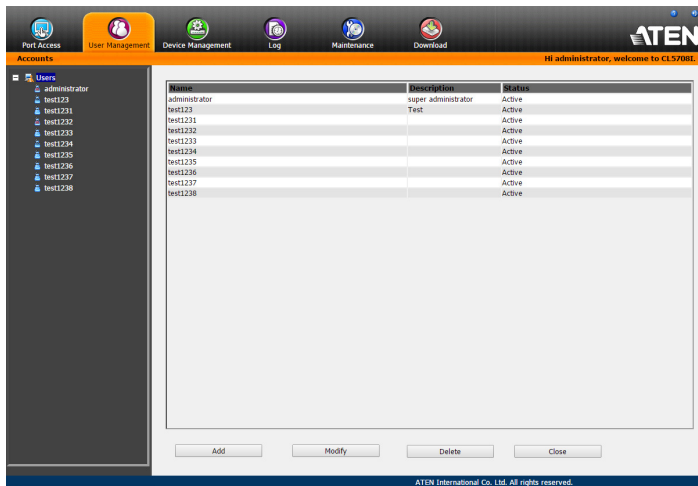 Port Access User Management Device Management Log Maintenance Download
ATEN
Accounts Hi administrator, welcome to CL5708I.
Users
administrator
test123
test1231
test1232
test1233
test1234
test1235
test1236
test1237
test1238
Name Description Status
administrator super administrator Active
test123 Test Active
test1231 Active
test1232 Active
test1233 Active
test1234 Active
test1235 Active
test1236 Active
test1237 Active
test1238 Active
Add Modify Delete Close
ATEN International Co. Ltd. All rights reserved.